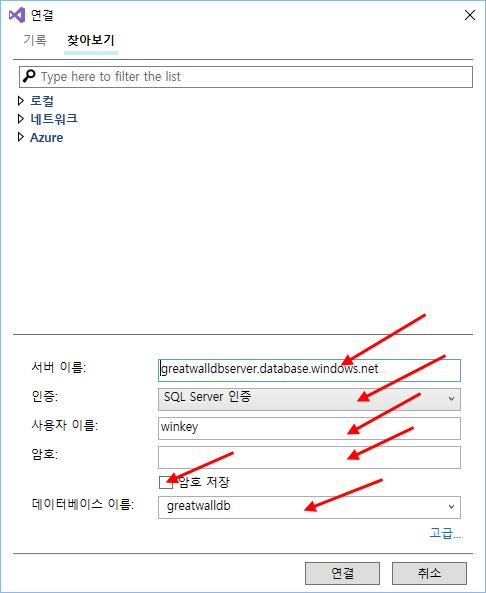 연결
기록 찾아보기
Type here to filter the list
로컬
네트워크
Azure
서버 이름: greatwalldbserver.database.windows.net
인증: SQL Server 인증
사용자 이름: winkey
암호:
암호 저장
데이터베이스 이름: greatwalldb
고급...
연결 취소